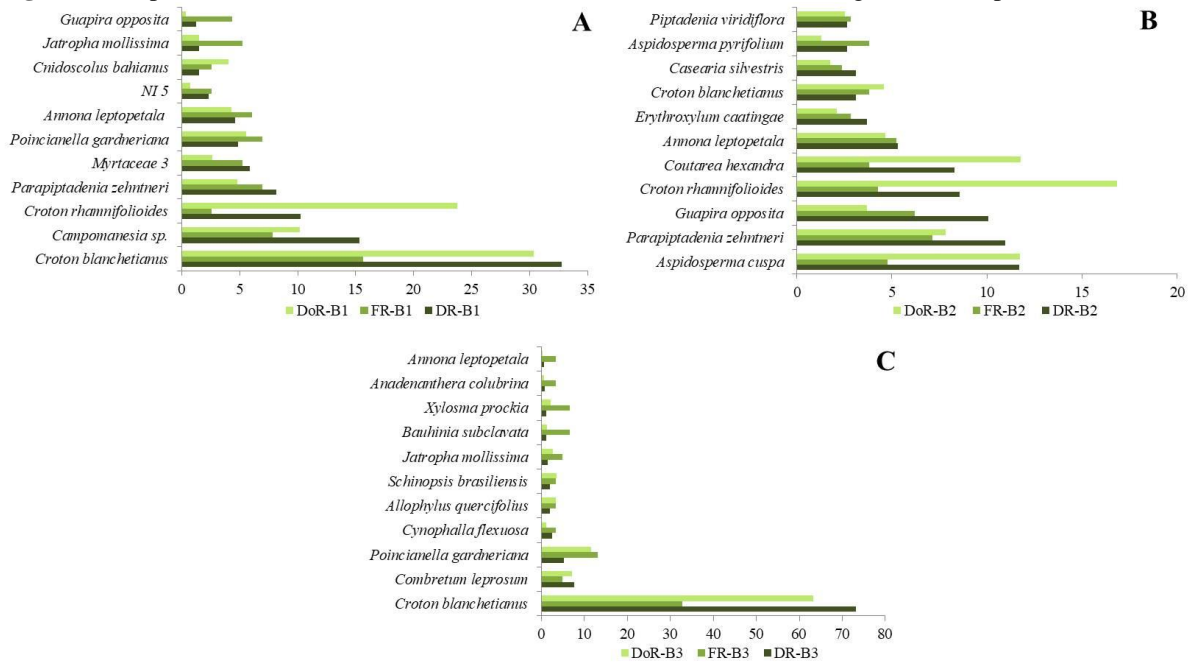 A
Guapira opposita
Jatropha mollissima
Cnidoscolus bahianus
NI 5
Annona leptopetala
Poincianella gardneriana
Myrtaceae 3
Parapiptadenia zehntneri
Croton rhamnifolioides
Campomanesia sp.
Croton blanchetianus
0 5 10 15 20 25 30 35
DoR-B1 FR-B1 DR-B1
B
Piptadenia viridiflora
Aspidosperma pyrifolium
Casearia silvestris
Croton blanchetianus
Erythroxylum caatingae
Annona leptopetala
Coutarea hexandra
Croton rhamnifolioides
Guapira opposita
Parapiptadenia zehntneri
Aspidosperma cuspa
0 5 10 15 20
DoR-B2 FR-B2 DR-B2
C
Annona leptopetala
Anadenanthera colubrina
Xylosma prockia
Bauhinia subclavata
Jatropha mollissima
Schinopsis brasiliensis
Allophylus quercifolius
Cynophalla flexuosa
Poincianella gardneriana
Combretum leprosum
Croton blanchetianus
0 10 20 30 40 50 60 70 80
DoR-B3 FR-B3 DR-B3